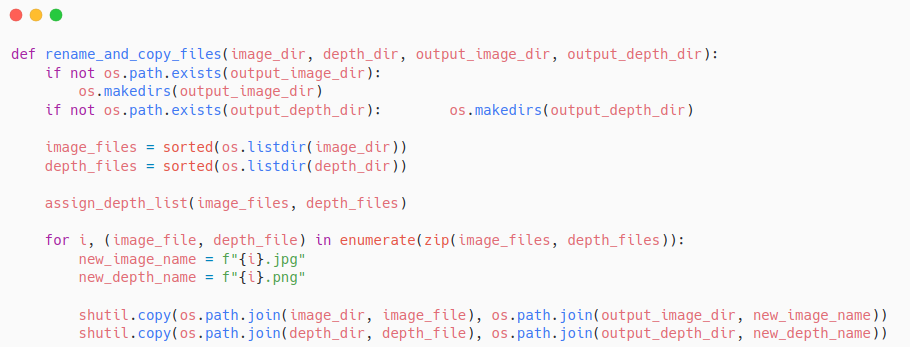 def rename_and_copy_files(image_dir, depth_dir, output_image_dir, output_depth_dir):
    if not os.path.exists(output_image_dir):
        os.makedirs(output_image_dir)
    if not os.path.exists(output_depth_dir):        os.makedirs(output_depth_dir)

    image_files = sorted(os.listdir(image_dir))
    depth_files = sorted(os.listdir(depth_dir))

    assign_depth_list(image_files, depth_files)

    for i, (image_file, depth_file) in enumerate(zip(image_files, depth_files)):
        new_image_name = f"{i}.jpg"
        new_depth_name = f"{i}.png"

        shutil.copy(os.path.join(image_dir, image_file), os.path.join(output_image_dir, new_image_name))
        shutil.copy(os.path.join(depth_dir, depth_file), os.path.join(output_depth_dir, new_depth_name))